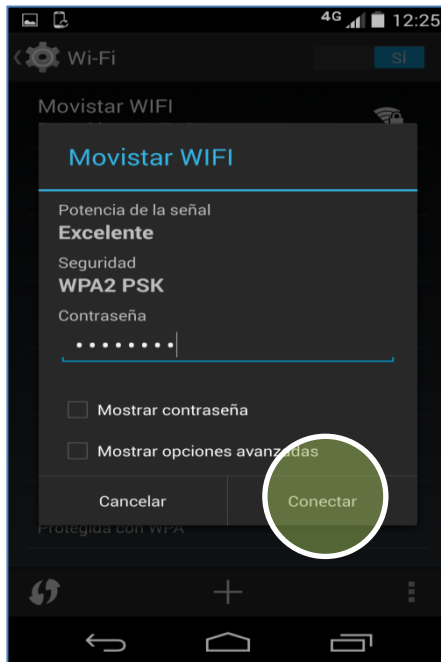 4G 12:25
Wi-Fi SÍ
Movistar WIFI
Movistar WIFI
Potencia de la señal
Excelente
Seguridad
WPA2 PSK
Contraseña
Mostrar contraseña
Mostrar opciones avanzadas
Cancelar Conectar
Protegida con WPA